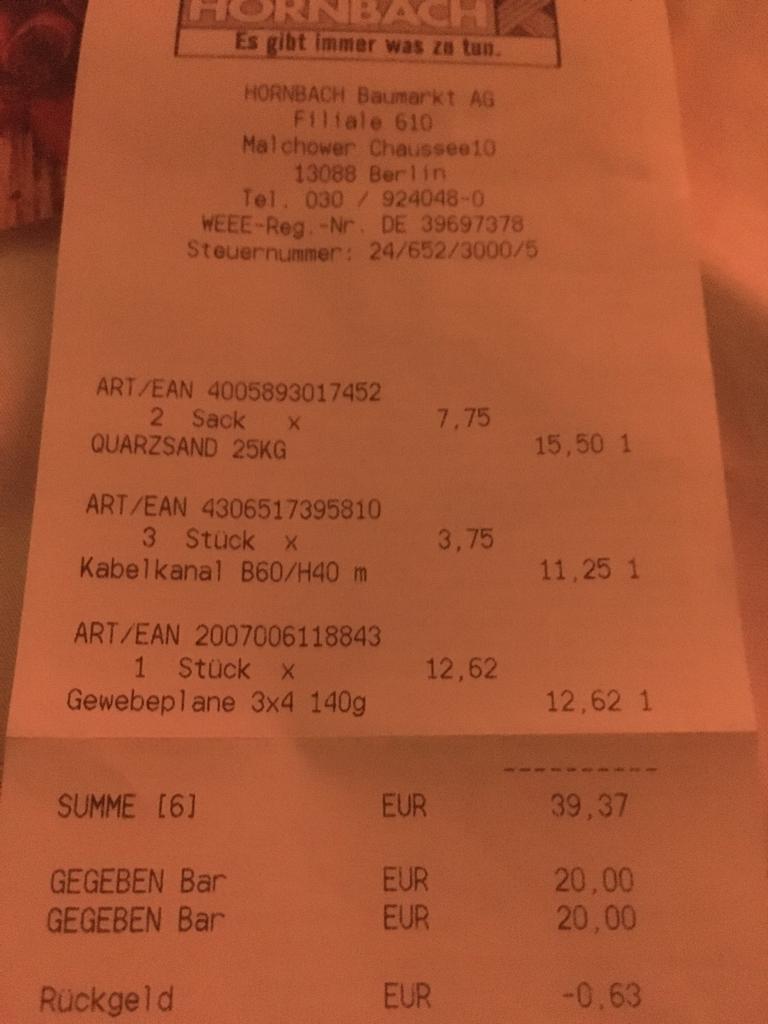 HORNBACH
Es gibt immer was zu tun.
HORNBACH Baumarkt AG
Filiale 610
Malchower Chaussee10
13088 Berlin
Tel. 030 / 924048-0
WEEE-Reg.-Nr. DE 39697378
Steuernummer: 24/652/3000/5
ART/EAN 4005893017452
2 Sack x 7,75
QUARZSAND 25KG 15,50 1
ART/EAN 4306517395810
3 Stück x 3,75
Kabelkanal B60/H40 m 11,25 1
ART/EAN 2007006118843
1 Stück x 12,62
Gewebeplane 3x4 140g 12,62 1
----------
SUMME [6] EUR 39,37
GEGEBEN Bar EUR 20,00
GEGEBEN Bar EUR 20,00
Rückgeld EUR -0,63